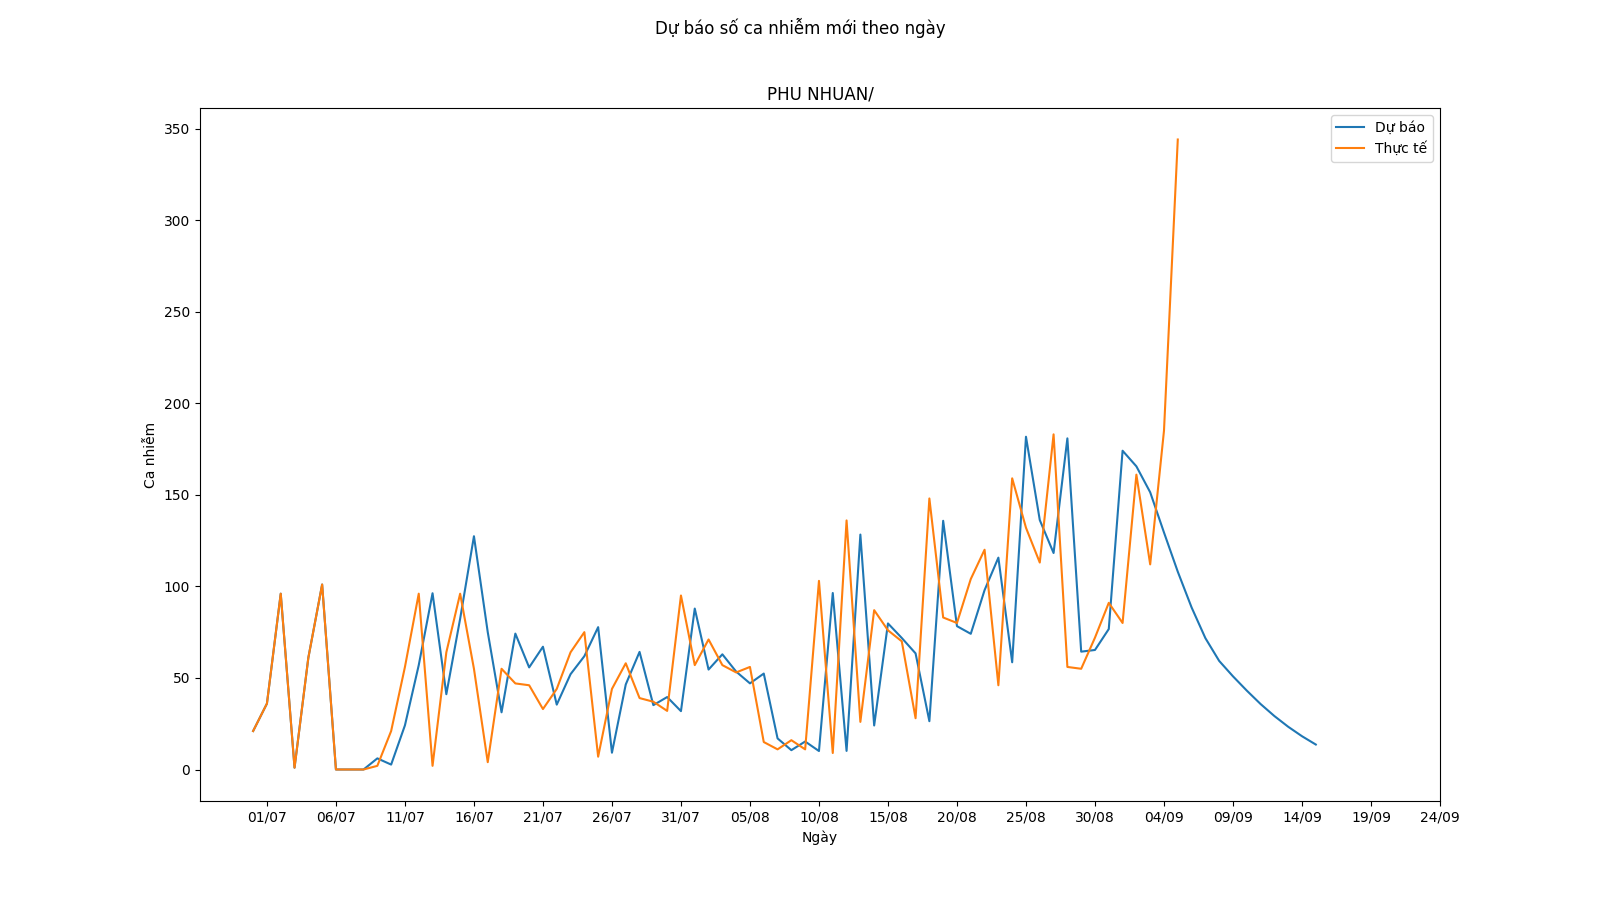 Dự báo số ca nhiễm mới theo ngày
PHU NHUAN/
Dự báo
Thực tế
350
300
250
200
150
100
50
0
Ca nhiễm
01/07 06/07 11/07 16/07 21/07 26/07 31/07 05/08 10/08 15/08 20/08 25/08 30/08 04/09 09/09 14/09 19/09 24/09
Ngày